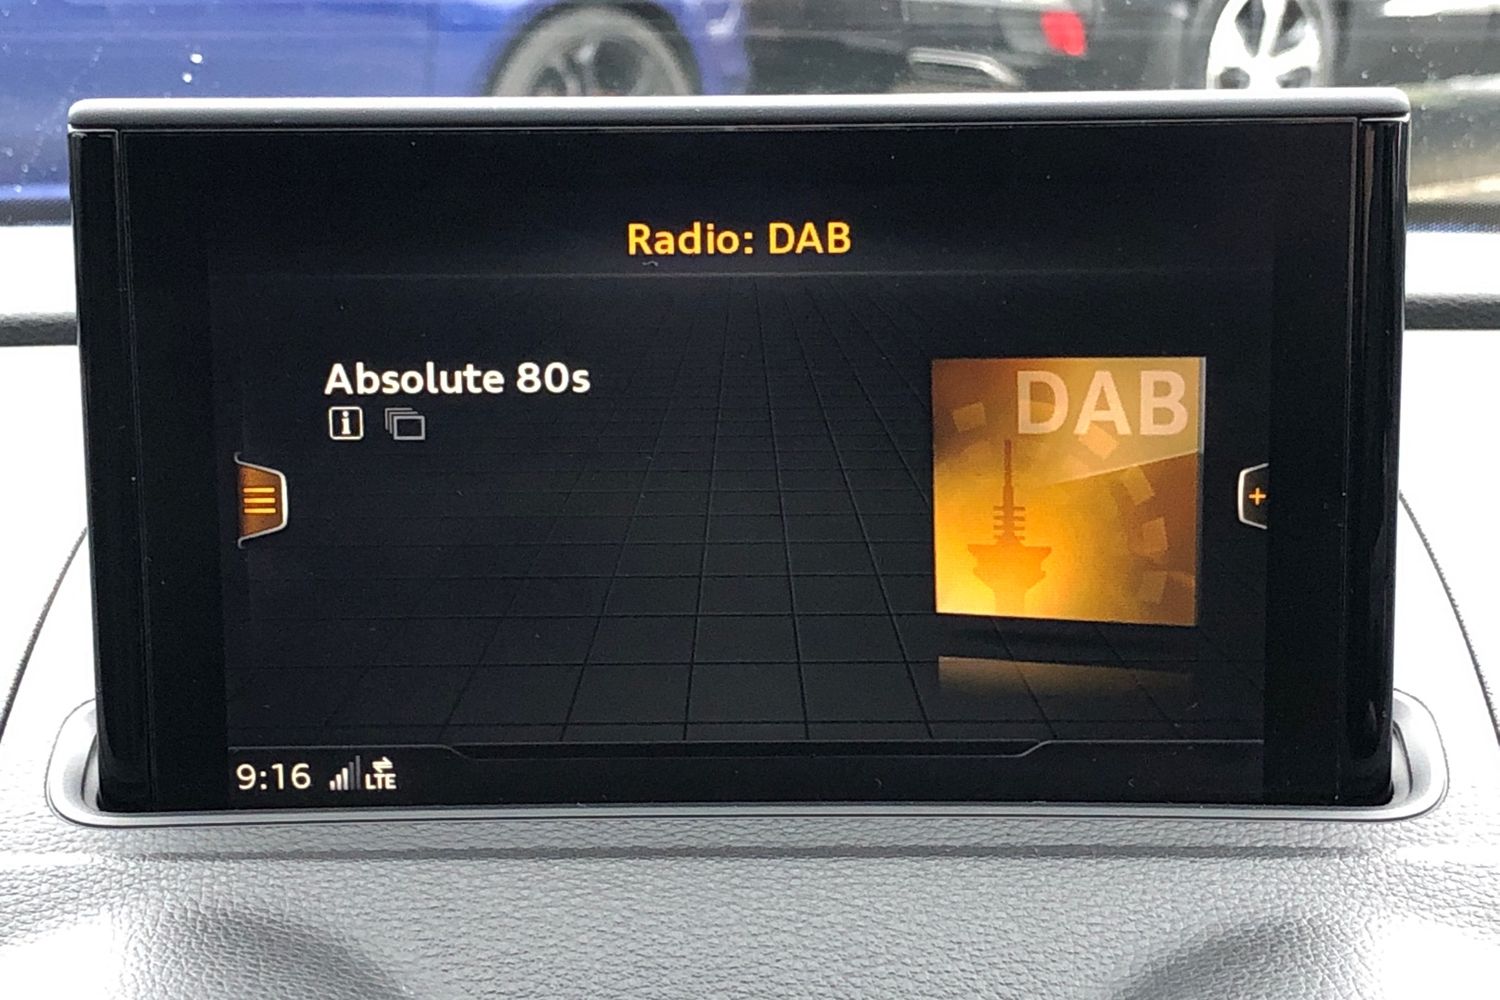 Radio: DAB
Absolute 80s
i
DAB
+
9:16 LTE